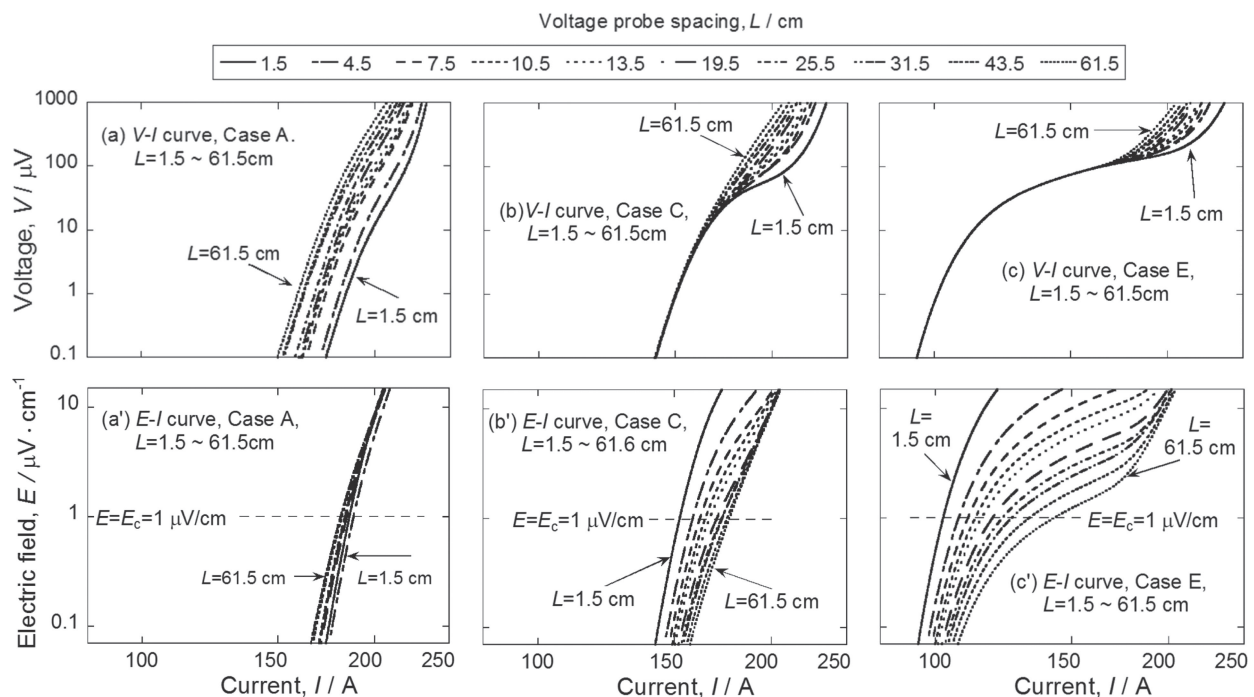 Voltage probe spacing, L / cm
1.5 4.5 7.5 10.5 13.5 19.5 25.5 31.5 43.5 61.5
Voltage, V / μV
1000
100
10
1
0.1
(a) V-I curve, Case A.
L=1.5 ~ 61.5cm
L=61.5 cm
L=1.5 cm
100 150 200 250
L=61.5 cm
(b) V-I curve, Case C,
L=1.5 ~ 61.5cm
L=1.5 cm
L=61.5 cm
L=1.5 cm
(c) V-I curve, Case E,
L=1.5 ~ 61.5cm
Electric field, E / μV · cm⁻¹
10
1
0.1
(a') E-I curve, Case A,
L=1.5 ~ 61.5cm
E=Ec=1 μV/cm
L=61.5 cm
L=1.5 cm
100 150 200 250
Current, I / A
(b') E-I curve, Case C,
L=1.5 ~ 61.6 cm
E=Ec=1 μV/cm
L=1.5 cm
L=61.5 cm
100 150 200 250
Current, I / A
L=
1.5 cm
L=
61.5 cm
E=Ec=1 μV/cm
(c') E-I curve, Case E,
L=1.5 ~ 61.5 cm
100 150 200 250
Current, I / A